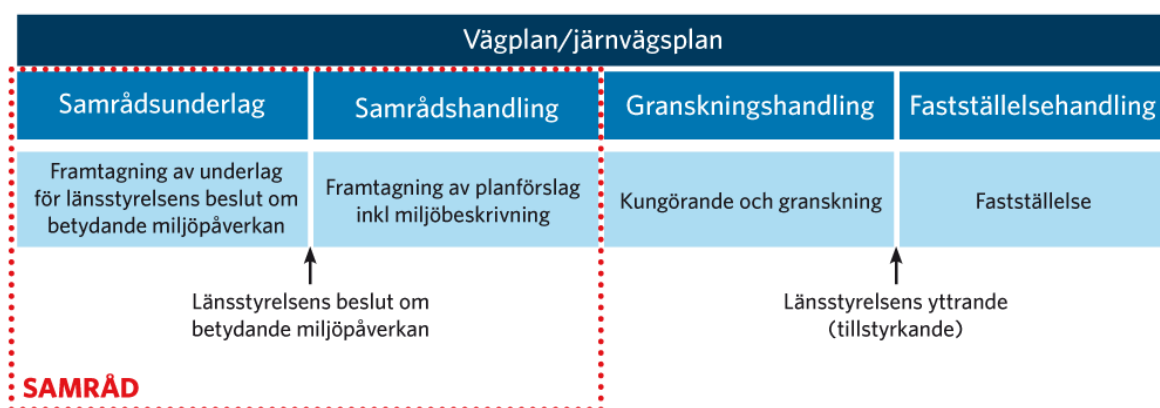 Vägplan/järnvägsplan
Samrådsunderlag
Samrådshandling
Granskningshandling
Fastställelsehandling
Framtagning av underlag
för länsstyrelsens beslut om
betydande miljöpåverkan
Framtagning av planförslag
inkl miljöbeskrivning
Kungörande och granskning
Fastställelse
Länsstyrelsens beslut om
betydande miljöpåverkan
Länsstyrelsens yttrande
(tillstyrkande)
SAMRÅD